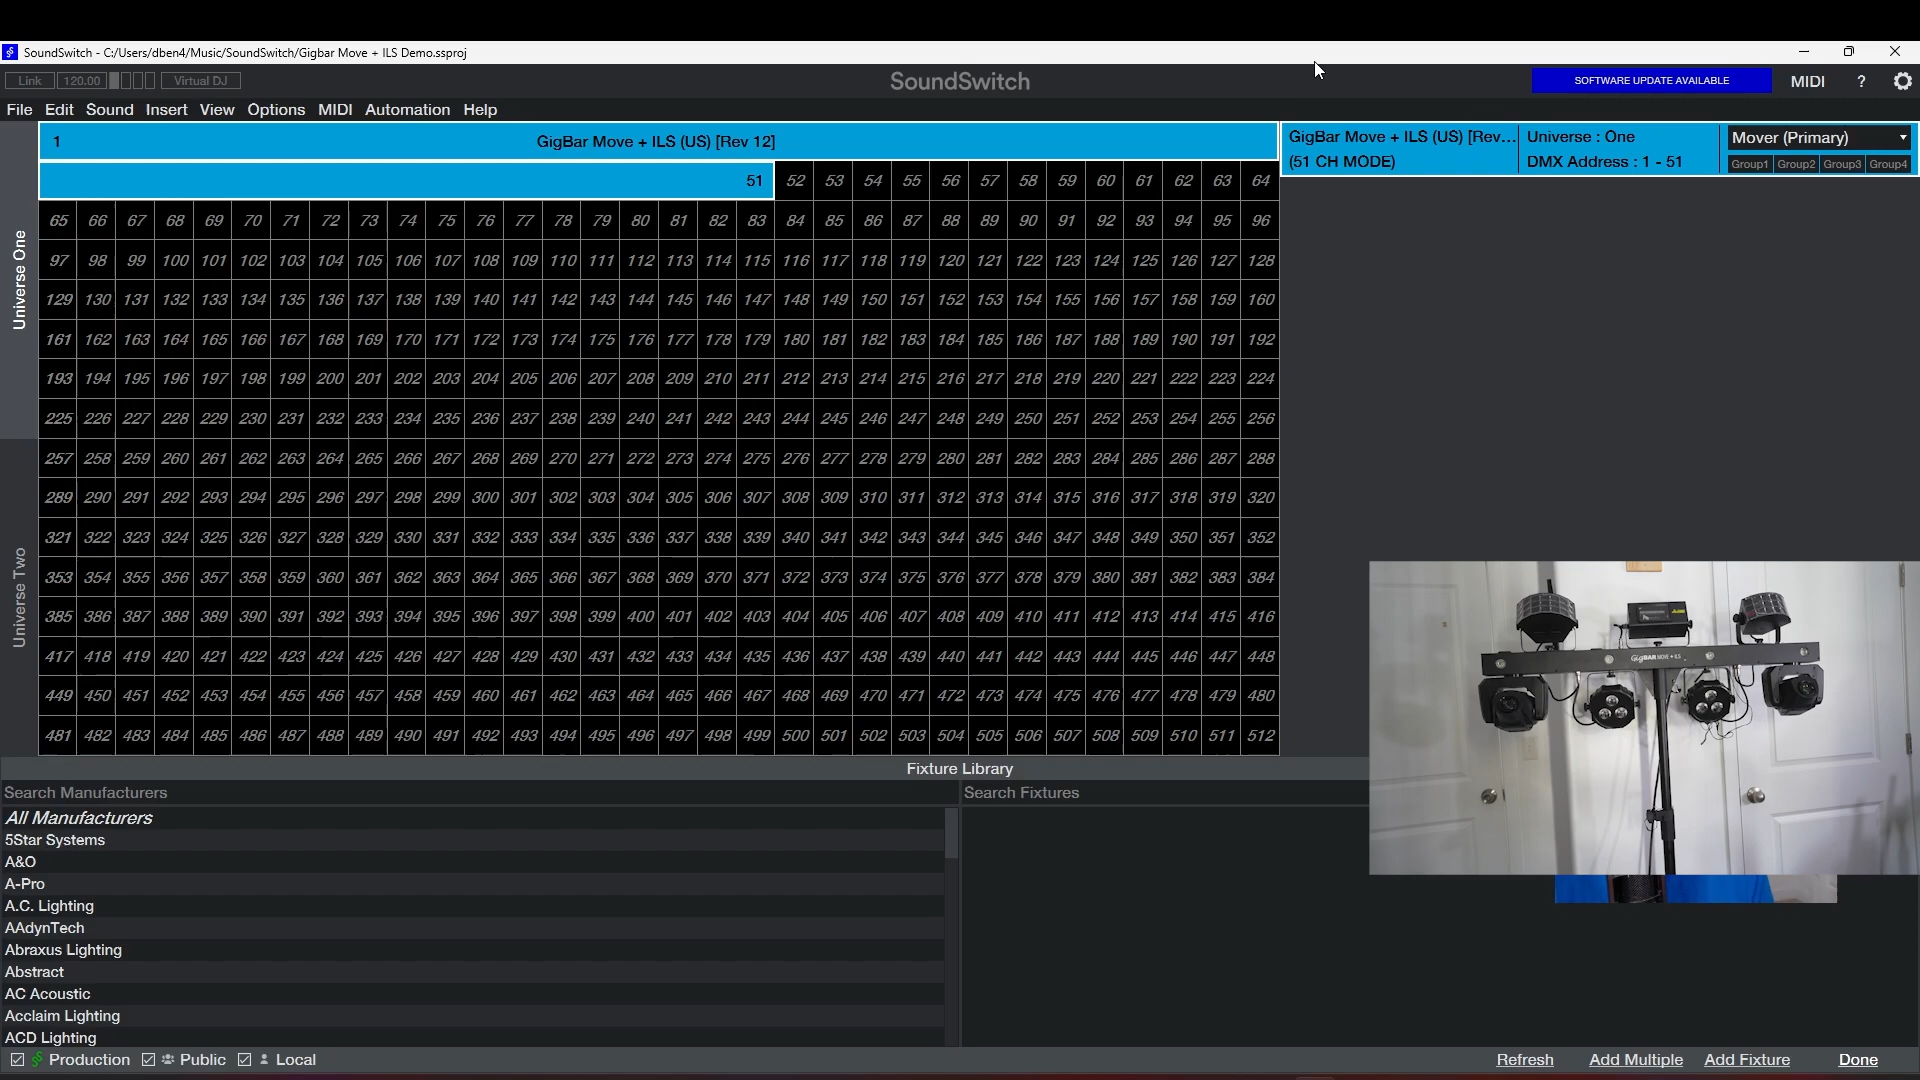 SoundSwitch - C:/Users/dben4/Music/SoundSwitch/Gigbar Move + ILS Demo.ssproj
Link 120.00 Virtual DJ
SoundSwitch
SOFTWARE UPDATE AVAILABLE
MIDI ?
File Edit Sound Insert View Options MIDI Automation Help
1 GigBar Move + ILS (US) [Rev 12]
GigBar Move + ILS (US) [Rev... Universe : One Mover (Primary)
(51 CH MODE) DMX Address : 1 - 51 Group1 Group2 Group3 Group4
51 52 53 54 55 56 57 58 59 60 61 62 63 64
65 66 67 68 69 70 71 72 73 74 75 76 77 78 79 80 81 82 83 84 85 86 87 88 89 90 91 92 93 94 95 96
97 98 99 100 101 102 103 104 105 106 107 108 109 110 111 112 113 114 115 116 117 118 119 120 121 122 123 124 125 126 127 128
129 130 131 132 133 134 135 136 137 138 139 140 141 142 143 144 145 146 147 148 149 150 151 152 153 154 155 156 157 158 159 160
161 162 163 164 165 166 167 168 169 170 171 172 173 174 175 176 177 178 179 180 181 182 183 184 185 186 187 188 189 190 191 192
193 194 195 196 197 198 199 200 201 202 203 204 205 206 207 208 209 210 211 212 213 214 215 216 217 218 219 220 221 222 223 224
225 226 227 228 229 230 231 232 233 234 235 236 237 238 239 240 241 242 243 244 245 246 247 248 249 250 251 252 253 254 255 256
257 258 259 260 261 262 263 264 265 266 267 268 269 270 271 272 273 274 275 276 277 278 279 280 281 282 283 284 285 286 287 288
289 290 291 292 293 294 295 296 297 298 299 300 301 302 303 304 305 306 307 308 309 310 311 312 313 314 315 316 317 318 319 320
321 322 323 324 325 326 327 328 329 330 331 332 333 334 335 336 337 338 339 340 341 342 343 344 345 346 347 348 349 350 351 352
353 354 355 356 357 358 359 360 361 362 363 364 365 366 367 368 369 370 371 372 373 374 375 376 377 378 379 380 381 382 383 384
385 386 387 388 389 390 391 392 393 394 395 396 397 398 399 400 401 402 403 404 405 406 407 408 409 410 411 412 413 414 415 416
417 418 419 420 421 422 423 424 425 426 427 428 429 430 431 432 433 434 435 436 437 438 439 440 441 442 443 444 445 446 447 448
449 450 451 452 453 454 455 456 457 458 459 460 461 462 463 464 465 466 467 468 469 470 471 472 473 474 475 476 477 478 479 480
481 482 483 484 485 486 487 488 489 490 491 492 493 494 495 496 497 498 499 500 501 502 503 504 505 506 507 508 509 510 511 512
Universe One
Universe Two
GigBAR MOVE + ILS
Fixture Library
Search Manufacturers
Search Fixtures
All Manufacturers
5Star Systems
A&O
A-Pro
A.C. Lighting
AAdynTech
Abraxus Lighting
Abstract
AC Acoustic
Acclaim Lighting
ACD Lighting
Production Public Local
Refresh Add Multiple Add Fixture Done